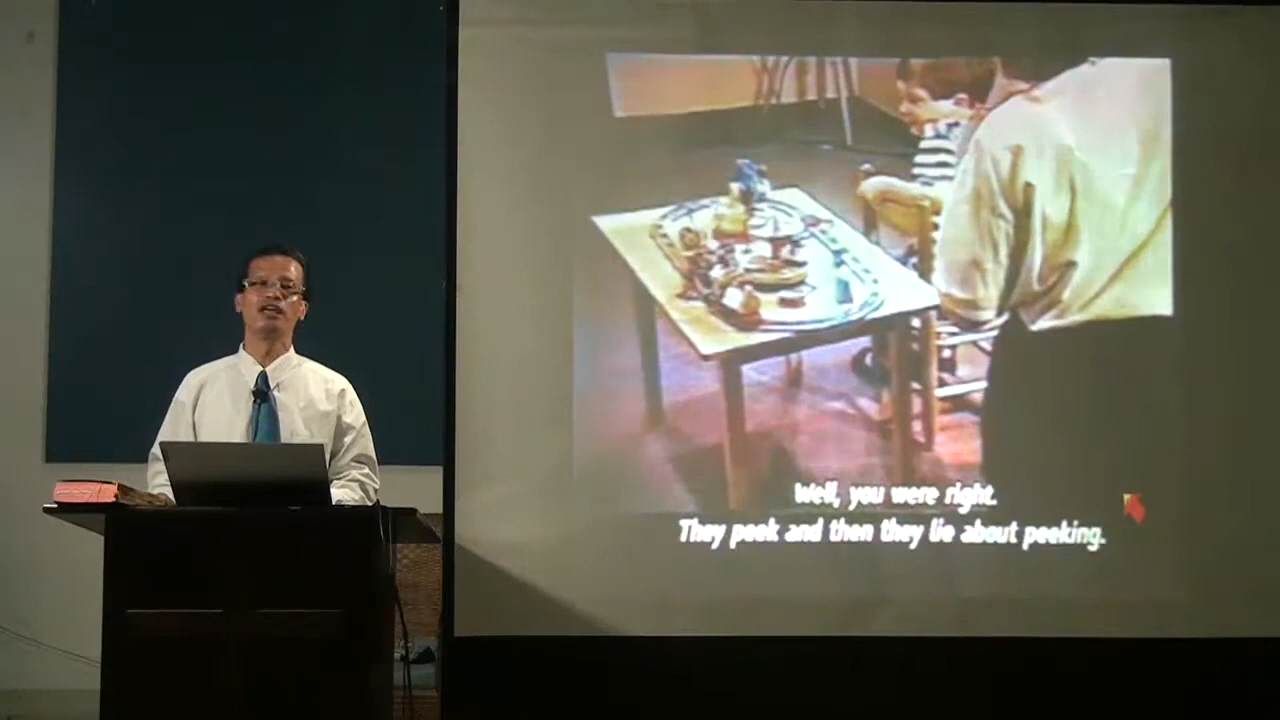 Well, you were right.
They peek and then they lie about peeking.